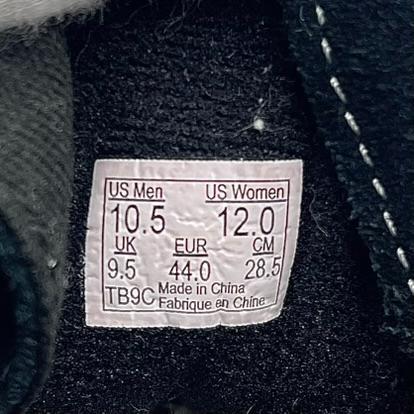 US Men US Women
10.5 12.0
UK EUR CM
9.5 44.0 28.5
TB9C Made in China
Fabrique en Chine